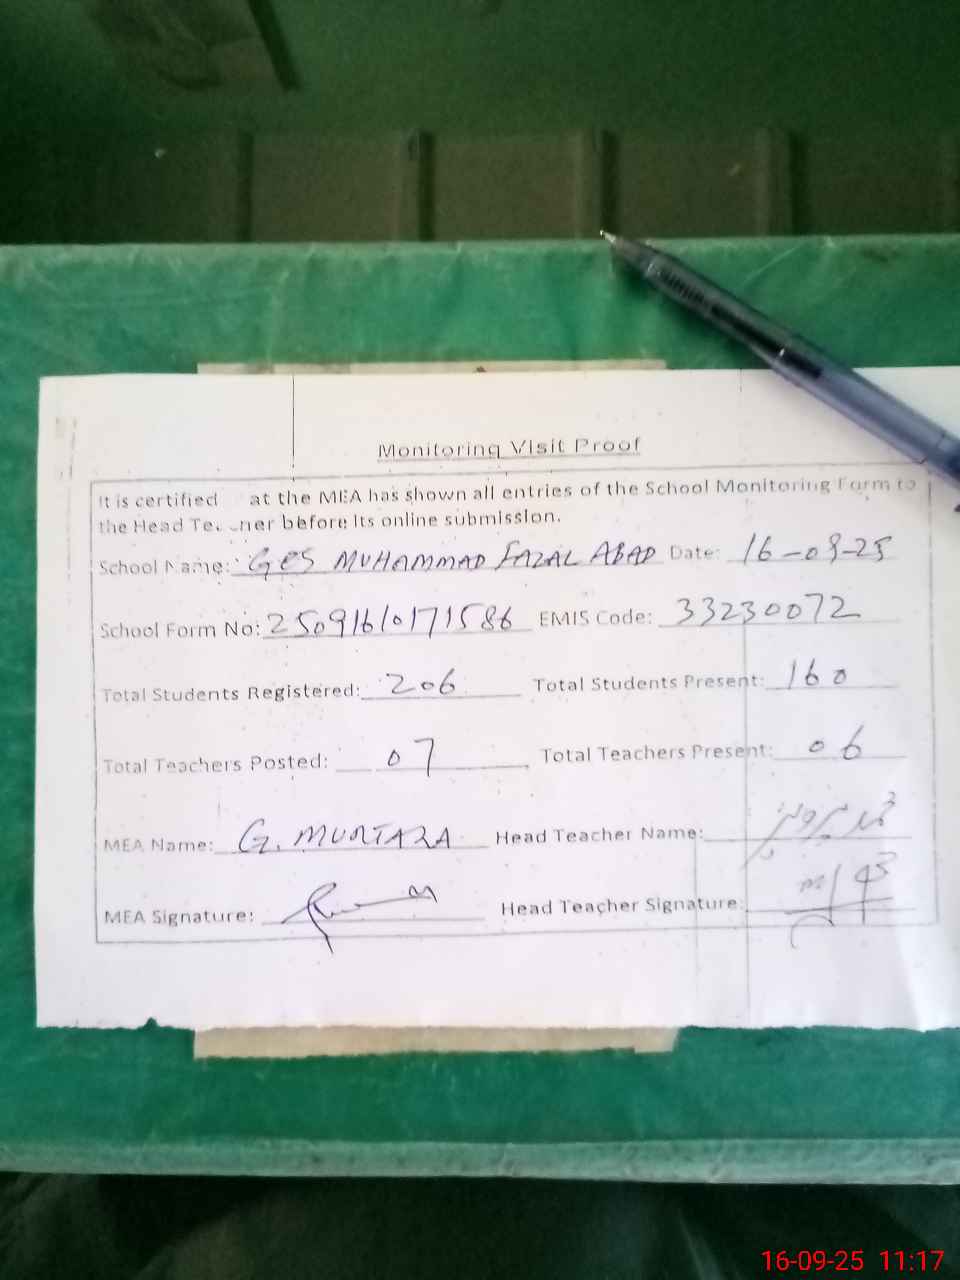 Monitoring Visit Proof
It is certified at the MEA has shown all entries of the School Monitoring Form to
the Head Te ner before its online submission.
School Name: GES MUHAMMAD FAZAL ABAD Date: 16-09-25
School Form No: 25091610171586 EMIS Code: 33230072
Total Students Registered: 206 Total Students Present: 160
Total Teachers Posted: 07 Total Teachers Present: 06
MEA Name: G. MURTAZA Head Teacher Name:
MEA Signature: Head Teacher Signature:
16-09-25 11:17